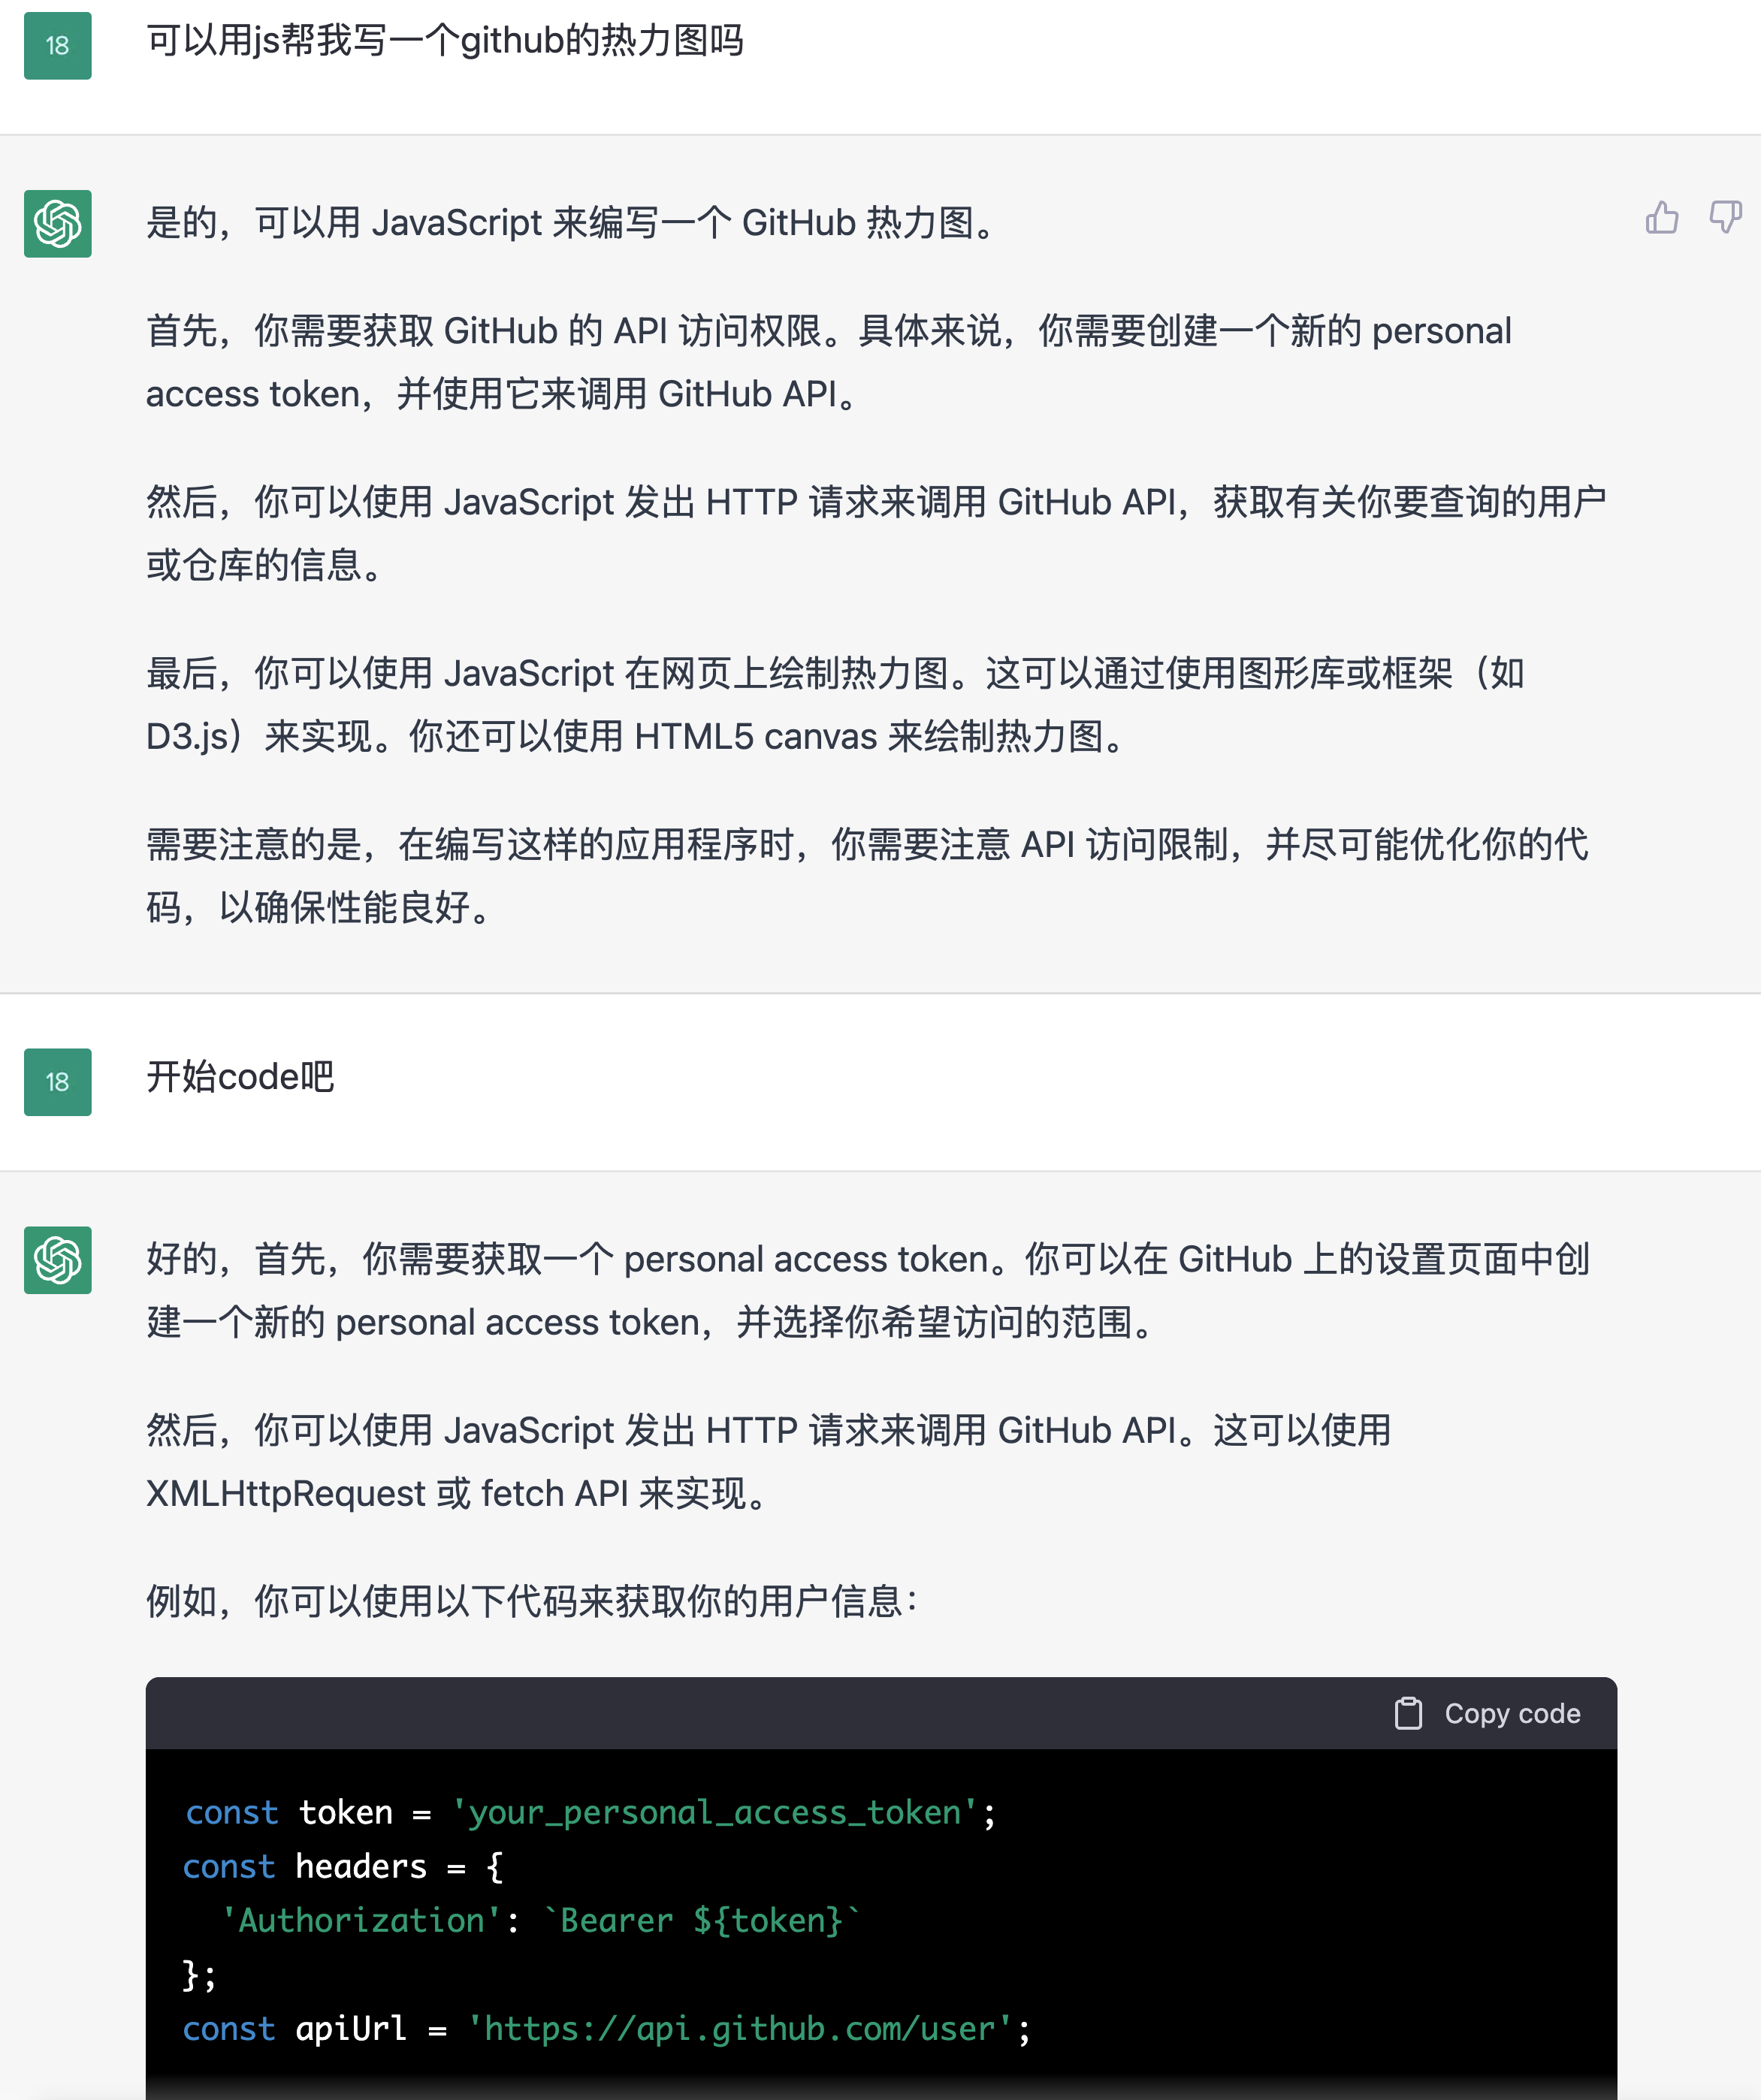 18
可以用js帮我写一个github的热力图吗
是的，可以用 JavaScript 来编写一个 GitHub 热力图。
首先，你需要获取 GitHub 的 API 访问权限。具体来说，你需要创建一个新的 personal
access token，并使用它来调用 GitHub API。
然后，你可以使用 JavaScript 发出 HTTP 请求来调用 GitHub API，获取有关你要查询的用户
或仓库的信息。
最后，你可以使用 JavaScript 在网页上绘制热力图。这可以通过使用图形库或框架（如
D3.js）来实现。你还可以使用 HTML5 canvas 来绘制热力图。
需要注意的是，在编写这样的应用程序时，你需要注意 API 访问限制，并尽可能优化你的代
码，以确保性能良好。
18
开始code吧
好的，首先，你需要获取一个 personal access token。你可以在 GitHub 上的设置页面中创
建一个新的 personal access token，并选择你希望访问的范围。
然后，你可以使用 JavaScript 发出 HTTP 请求来调用 GitHub API。这可以使用
XMLHttpRequest 或 fetch API 来实现。
例如，你可以使用以下代码来获取你的用户信息：
Copy code
const token = 'your_personal_access_token';
const headers = {
  'Authorization': `Bearer ${token}`
};
const apiUrl = 'https://api.github.com/user';